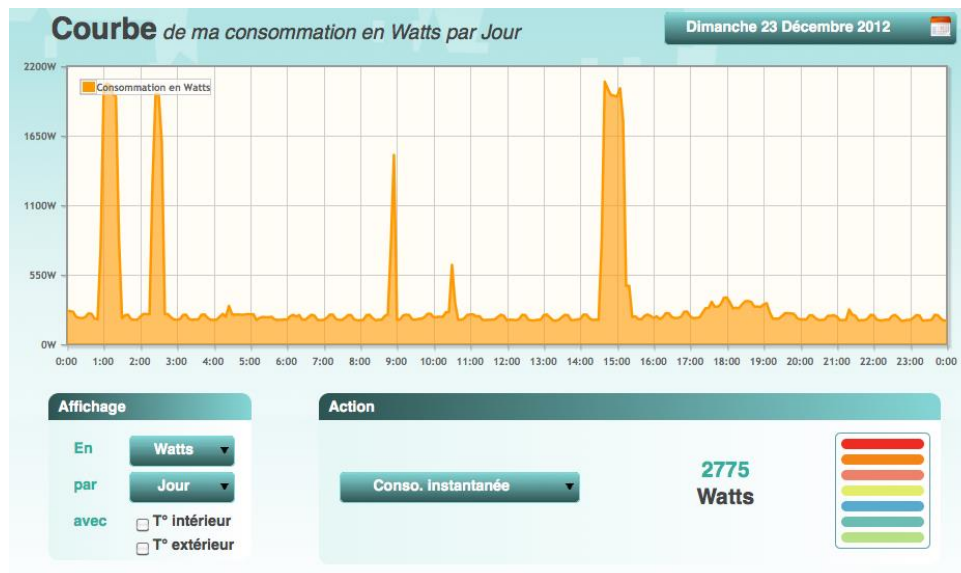 Courbe de ma consommation en Watts par Jour
Dimanche 23 Décembre 2012
2200W
Consommation en Watts
1650W
1100W
550W
0W
0:00 1:00 2:00 3:00 4:00 5:00 6:00 7:00 8:00 9:00 10:00 11:00 12:00 13:00 14:00 15:00 16:00 17:00 18:00 19:00 20:00 21:00 22:00 23:00 0:00
Affichage
En Watts
par Jour
avec T° intérieur
T° extérieur
Action
Conso. instantanée
2775
Watts